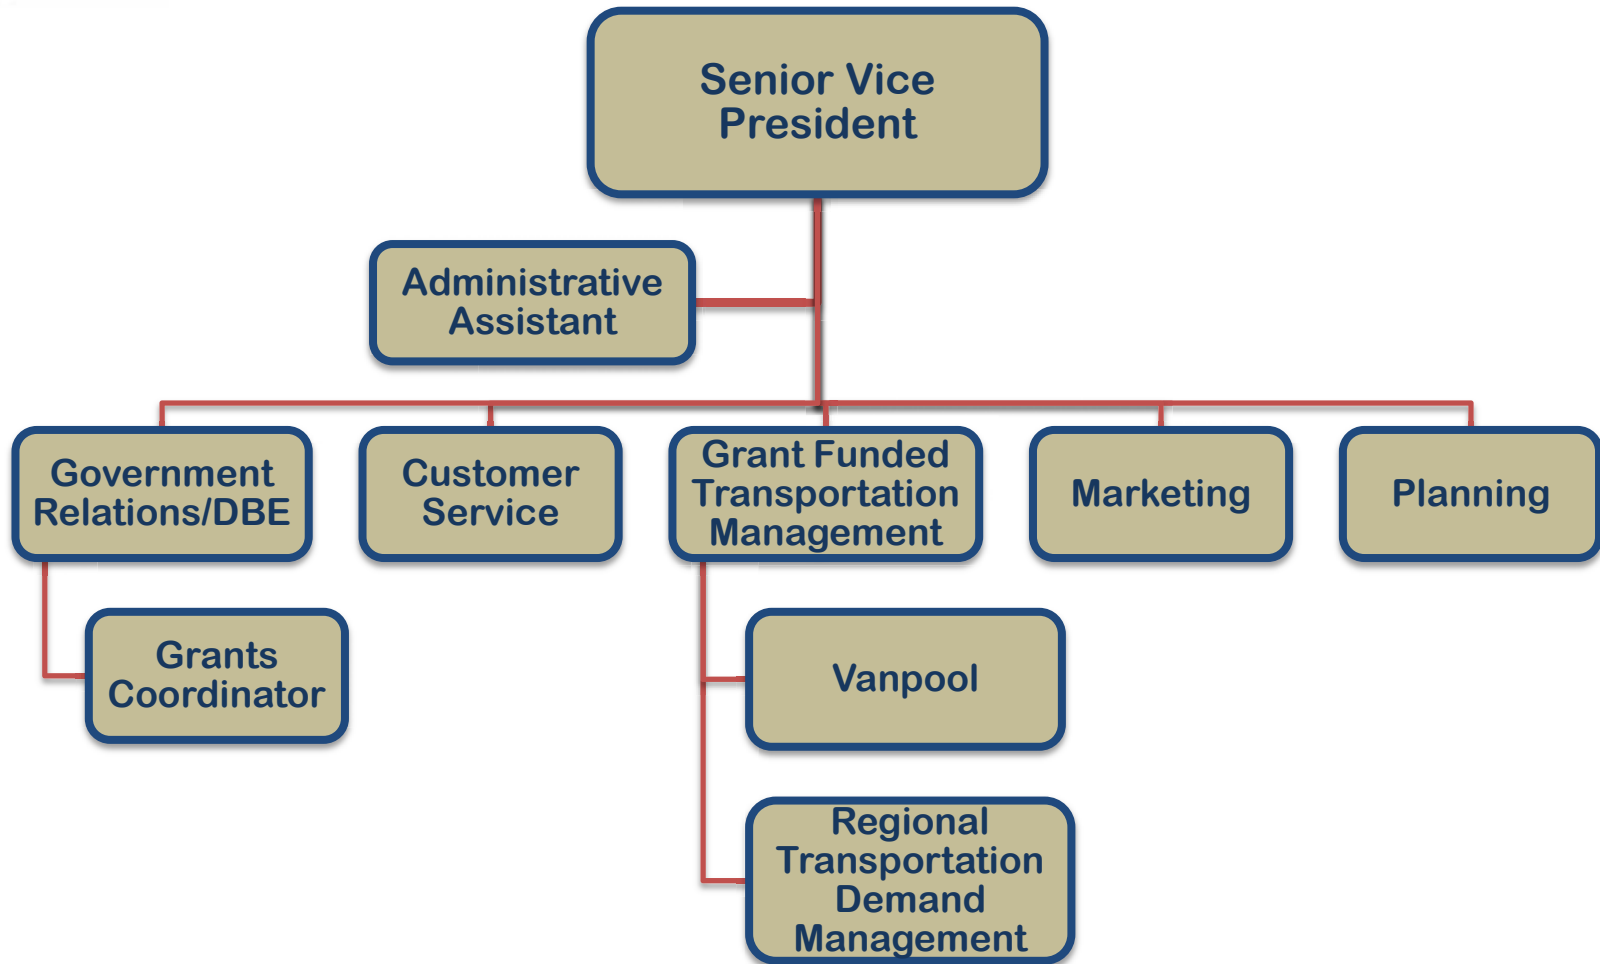 Senior Vice
President
Administrative
Assistant
Government
Relations/DBE
Customer
Service
Grant Funded
Transportation
Management
Marketing
Planning
Grants
Coordinator
Vanpool
Regional
Transportation
Demand
Management